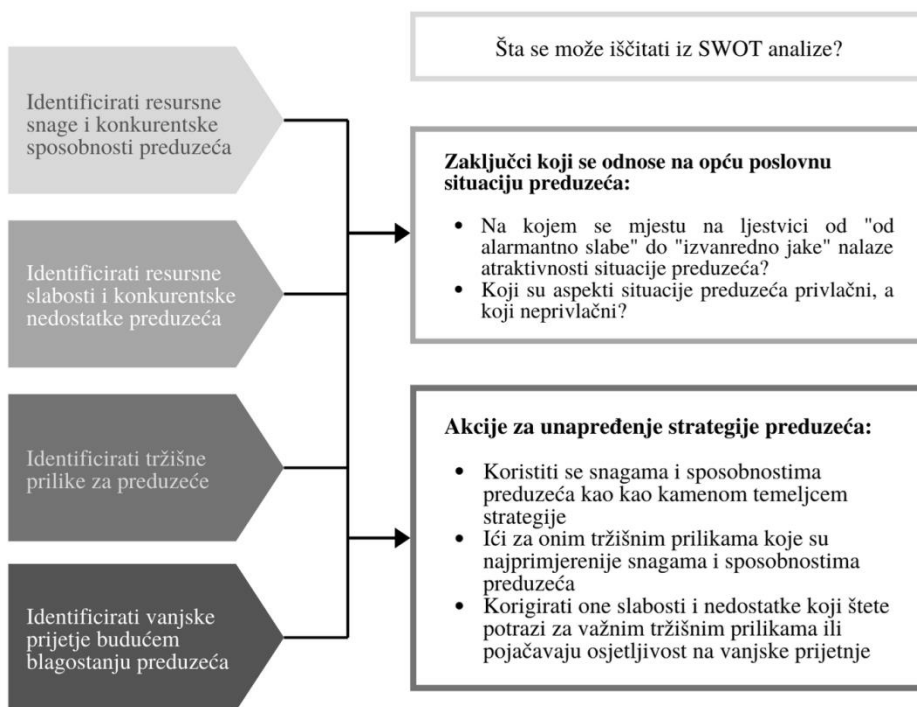 Šta se može iščitati iz SWOT analize?
Identificirati resursne
snage i konkurentske
sposobnosti preduzeća
Identificirati resursne
slabosti i konkurentske
nedostatke preduzeća
Identificirati tržišne
prilike za preduzeće
Identificirati vanjske
prijetje budućem
blagostanju preduzeća
Zaključci koji se odnose na opću poslovnu
situaciju preduzeća:
• Na kojem se mjestu na ljestvici od "od
alarmantno slabe" do "izvanredno jake" nalaze
atraktivnosti situacije preduzeća?
• Koji su aspekti situacije preduzeća privlačni, a
koji neprivlačni?
Akcije za unapređenje strategije preduzeća:
• Koristiti se snagama i sposobnostima
preduzeća kao kao kamenom temeljcem
strategije
• Ići za onim tržišnim prilikama koje su
najprimjerenije snagama i sposobnostima
preduzeća
• Korigirati one slabosti i nedostatke koji štete
potrazi za važnim tržišnim prilikama ili
pojačavaju osjetljivost na vanjske prijetnje